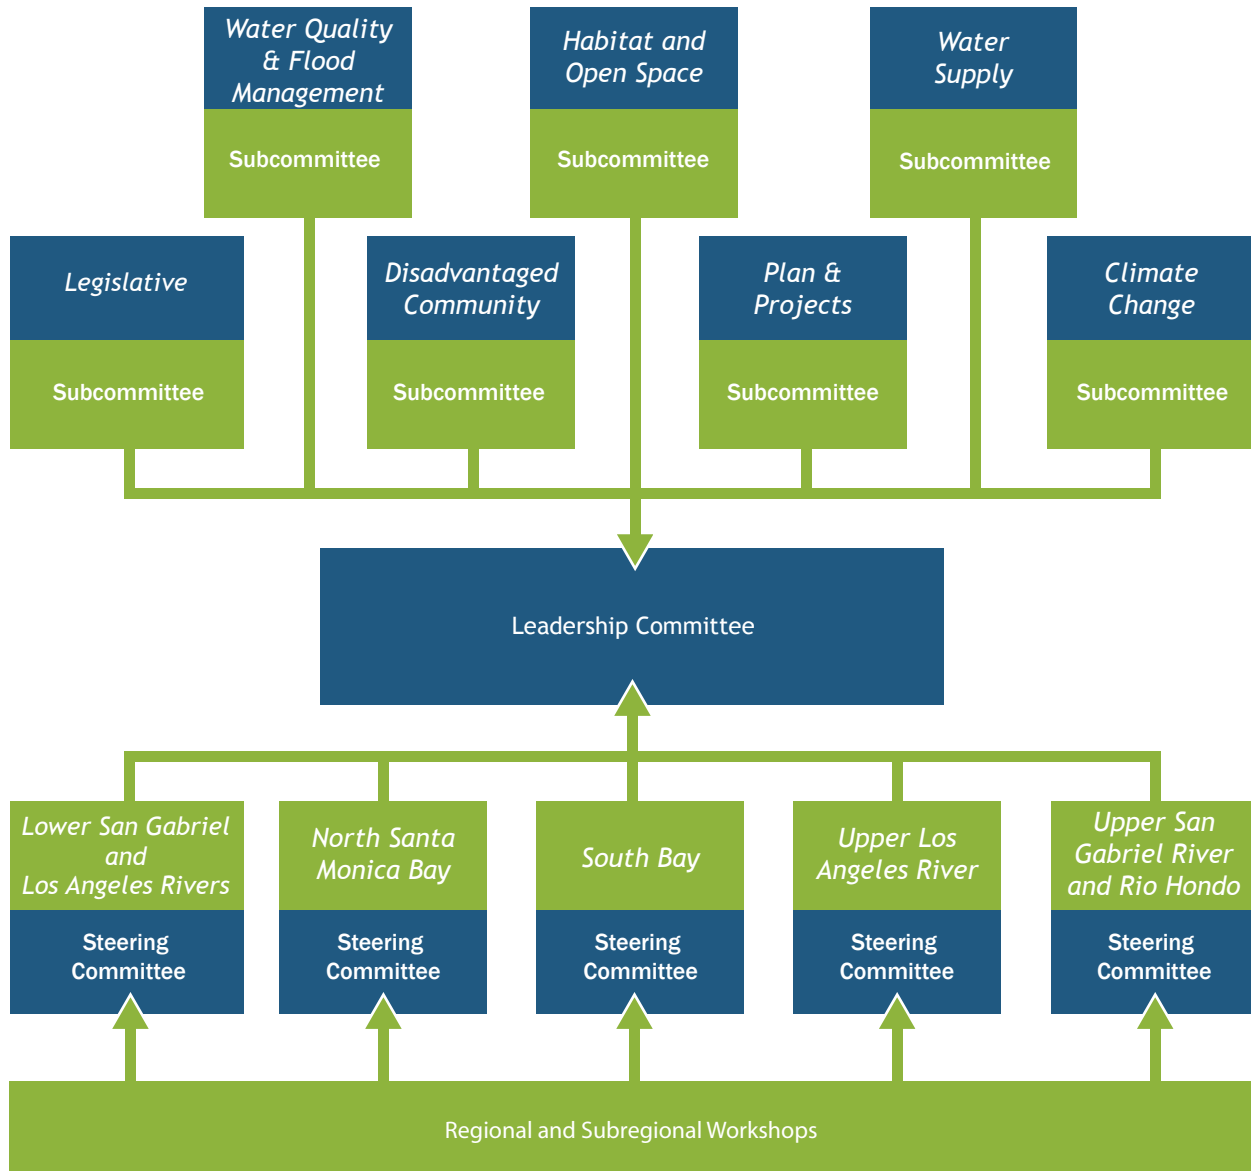 Water Quality
& Flood
Management
Subcommittee
Habitat and
Open Space
Subcommittee
Water
Supply
Subcommittee
Legislative
Subcommittee
Disadvantaged
Community
Subcommittee
Plan &
Projects
Subcommittee
Climate
Change
Subcommittee
Leadership Committee
Lower San Gabriel
and
Los Angeles Rivers
Steering
Committee
North Santa
Monica Bay
Steering
Committee
South Bay
Steering
Committee
Upper Los
Angeles River
Steering
Committee
Upper San
Gabriel River
and Rio Hondo
Steering
Committee
Regional and Subregional Workshops